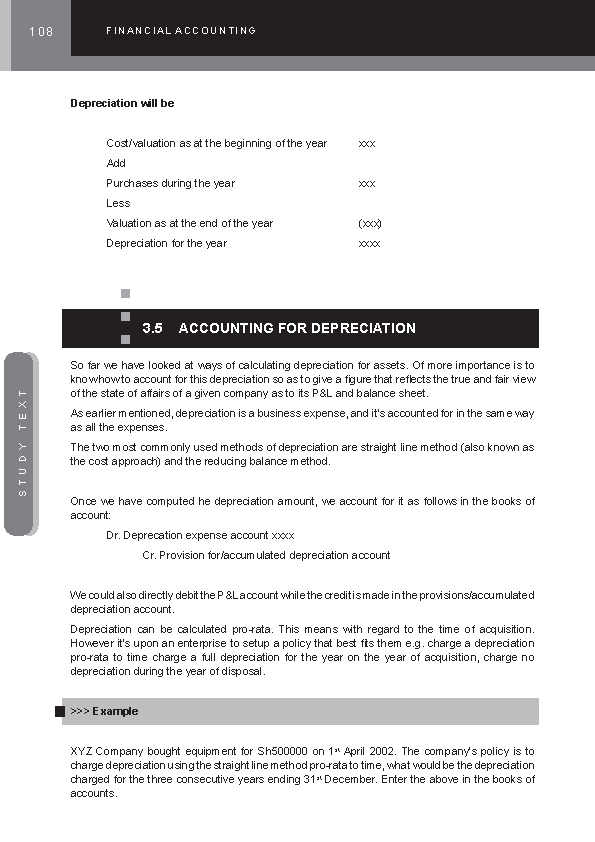 108
FINANCIAL ACCOUNTING
Depreciation will be
Cost/valuation as at the beginning of the year xxx
Add
Purchases during the year xxx
Less
Valuation as at the end of the year (xxx)
Depreciation for the year xxxx
3.5 ACCOUNTING FOR DEPRECIATION
So far we have looked at ways of calculating depreciation for assets. Of more importance is to
know how to account for this depreciation so as to give a figure that reflects the true and fair view
of the state of affairs of a given company as to its P&L and balance sheet.
As earlier mentioned, depreciation is a business expense, and it's accounted for in the same way
as all the expenses.
The two most commonly used methods of depreciation are straight line method (also known as
the cost approach) and the reducing balance method.
Once we have computed he depreciation amount, we account for it as follows in the books of
account:
Dr. Deprecation expense account xxxx
Cr. Provision for/accumulated depreciation account
We could also directly debit the P &L account while the credit is made in the provisions/accumulated
depreciation account.
Depreciation can be calculated pro-rata. This means with regard to the time of acquisition.
However it's upon an enterprise to setup a policy that best fits them e.g. charge a depreciation
pro-rata to time charge a full depreciation for the year on the year of acquisition, charge no
depreciation during the year of disposal.
>>> Example
XYZ Company bought equipment for Sh500000 on 1st April 2002. The company's policy is to
charge depreciation using the straight line method pro-rata to time, what would be the depreciation
charged for the three consecutive years ending 31st December. Enter the above in the books of
accounts.
STUDY TEXT